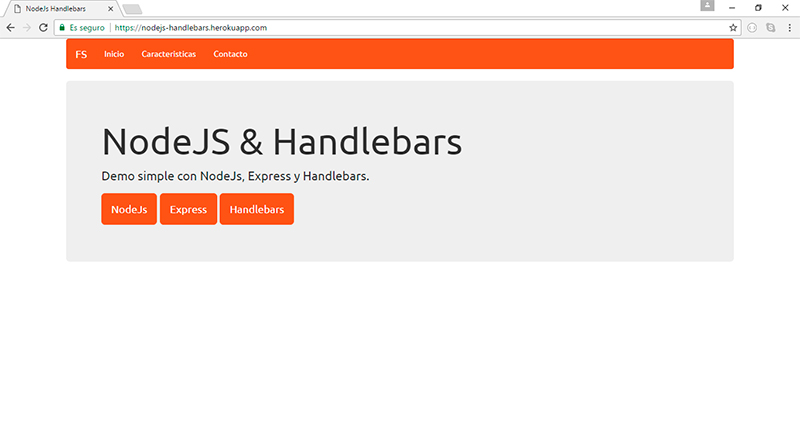 NodeJs Handlebars
Es seguro https://nodejs-handlebars.herokuapp.com
FS Inicio Caracteristicas Contacto
NodeJS & Handlebars
Demo simple con NodeJs, Express y Handlebars.
NodeJs Express Handlebars